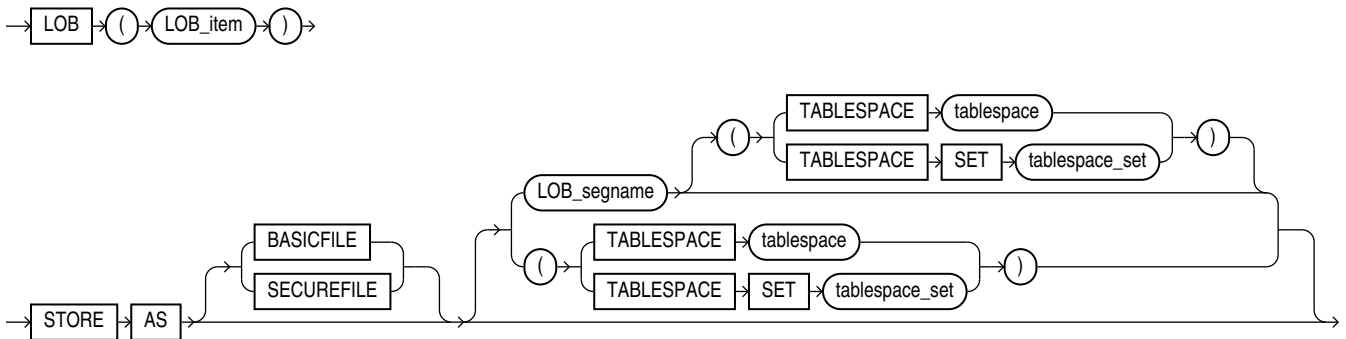 LOB ( LOB_item )
TABLESPACE tablespace
( TABLESPACE SET tablespace_set )
LOB_segname
BASICFILE TABLESPACE tablespace
SECUREFILE ( TABLESPACE SET tablespace_set )
STORE AS